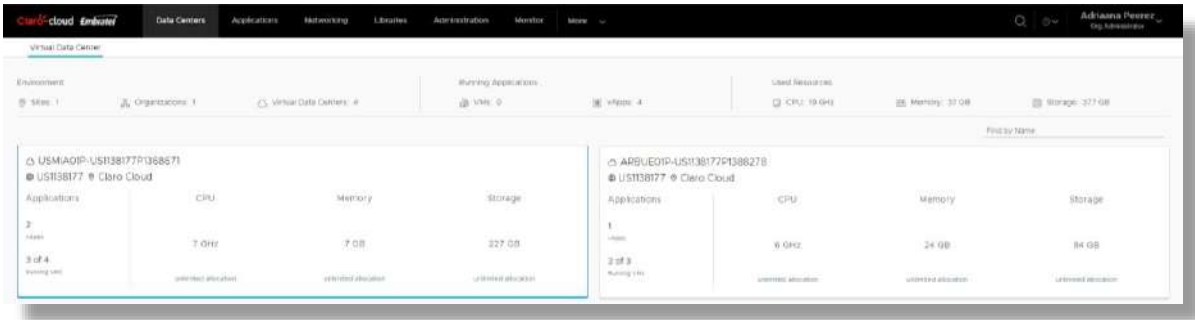 Claro-cloud Embratel Data Centers Applications Networking Libraries Administration Monitor More Adriaana Peerez
Org Administrator
Virtual Data Center
Environment Running Applications Used Resources
Sites: 1 Organizations: 1 Virtual Data Centers: 4 VMs: 0 vApps: 4 CPU: 19 GHz Memory: 37 GB Storage: 377 GB
Find by Name
USMIA01P-US1138177P1368671
US1138177 Claro Cloud
Applications CPU Memory Storage
2
vApps
7 GHz 7 GB 227 GB
3 of 4
Running VMs
unlimited allocation unlimited allocation unlimited allocation
ARBUE01P-US1138177P1388278
US1138177 Claro Cloud
Applications CPU Memory Storage
1
vApps
6 GHz 24 GB 84 GB
2 of 3
Running VMs
unlimited allocation unlimited allocation unlimited allocation